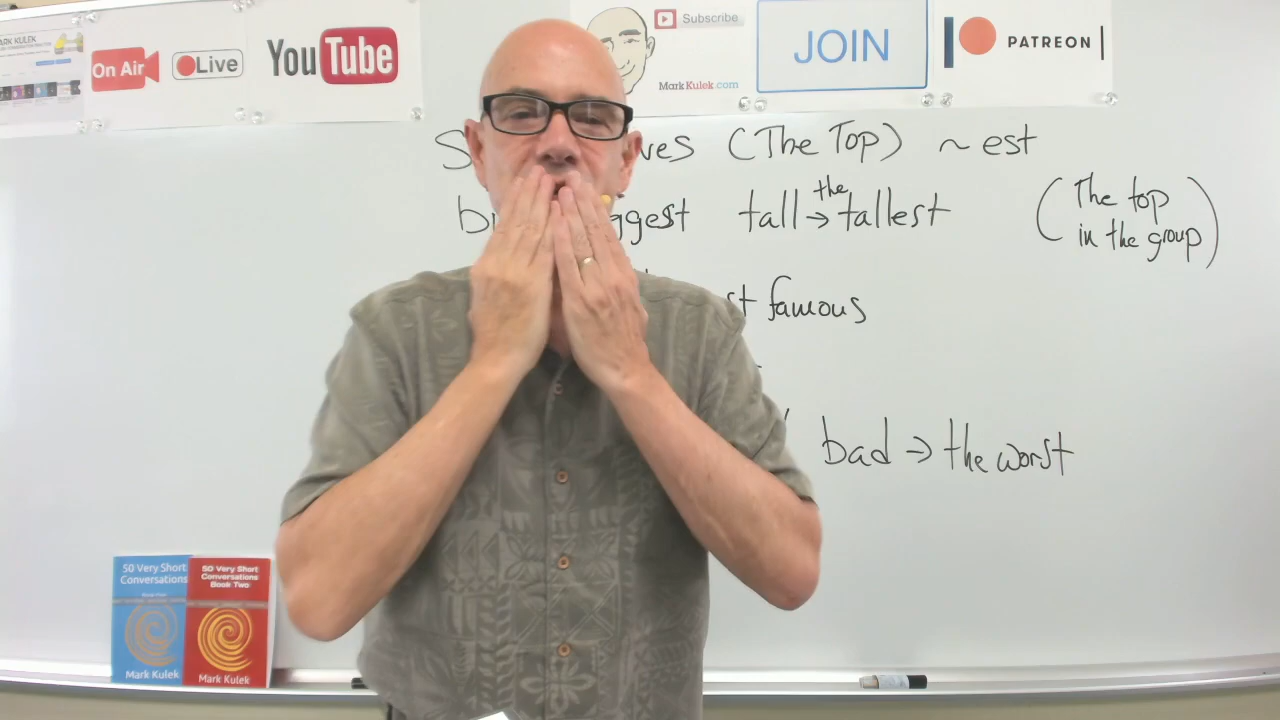 ARK KULEK
On Air
Live
YouTube
Subscribe
MarkKulek.com
JOIN
PATREON
S ves (The Top) ~est
b ggest tall → the tallest
(The top
in the group)
st famous
bad → the worst
50 Very Short
Conversations
Mark Kulek
50 Very Short
Conversations
Book Two
Mark Kulek